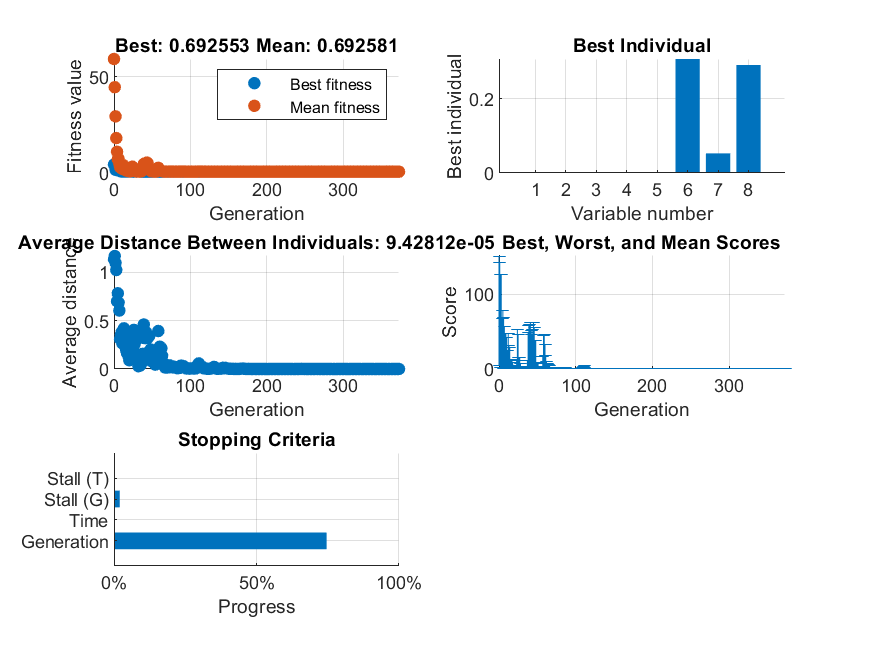 Best: 0.692553 Mean: 0.692581
Fitness value
50
0
Best fitness
Mean fitness
0 100 200 300
Generation
Best Individual
Best individual
0.2
0
1 2 3 4 5 6 7 8
Variable number
Average Distance Between Individuals: 9.42812e-05
Average distance
1
0.5
0
0 100 200 300
Generation
Best, Worst, and Mean Scores
Score
100
0
0 100 200 300
Generation
Stopping Criteria
Stall (T)
Stall (G)
Time
Generation
0% 50% 100%
Progress